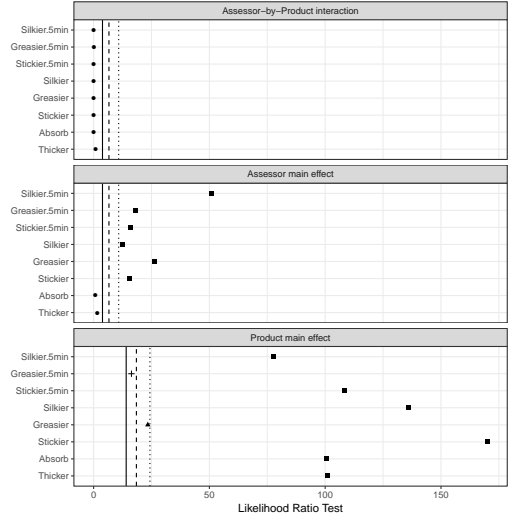 Assessor−by−Product interaction
Silkier.5min
Greasier.5min
Stickier.5min
Silkier
Greasier
Stickier
Absorb
Thicker
Assessor main effect
Silkier.5min
Greasier.5min
Stickier.5min
Silkier
Greasier
Stickier
Absorb
Thicker
Product main effect
Silkier.5min
Greasier.5min
Stickier.5min
Silkier
Greasier
Stickier
Absorb
Thicker
0 50 100 150
Likelihood Ratio Test